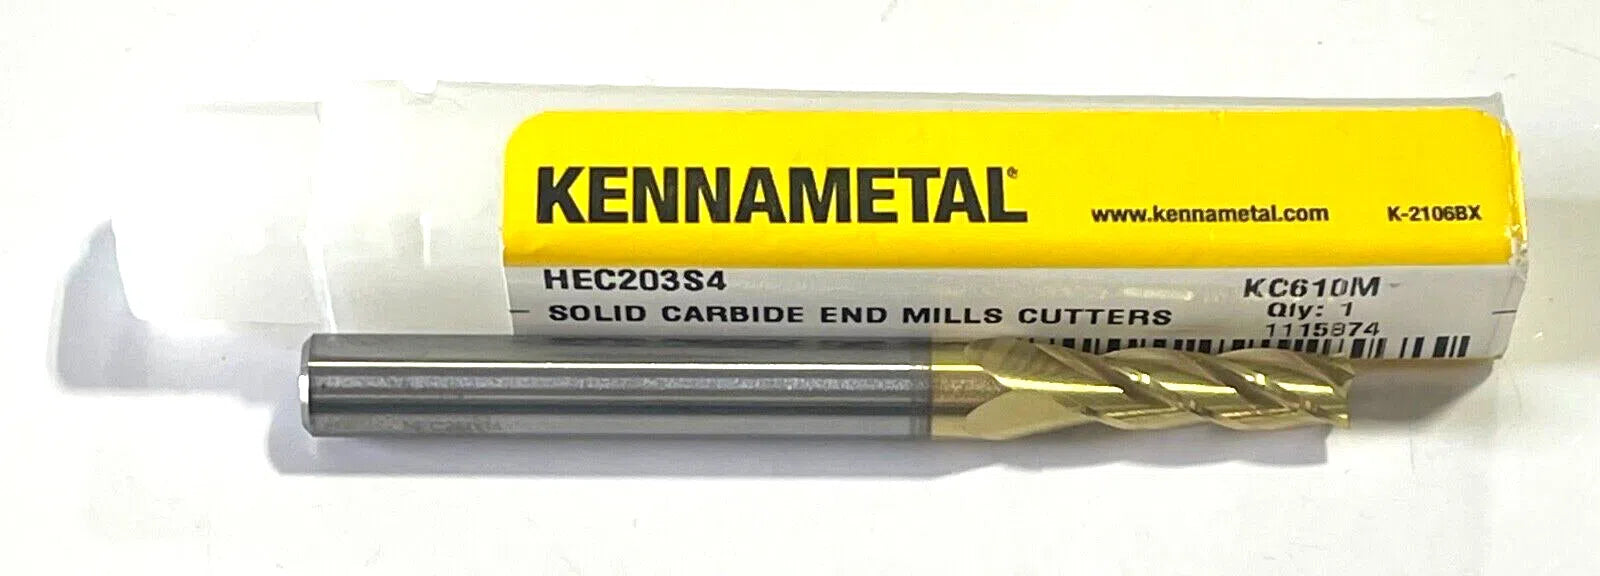 KENNAMETAL®
www.kennametal.com K-2106BX
HEC203S4 KC610M
SOLID CARBIDE END MILLS CUTTERS Qty: 1
1115874